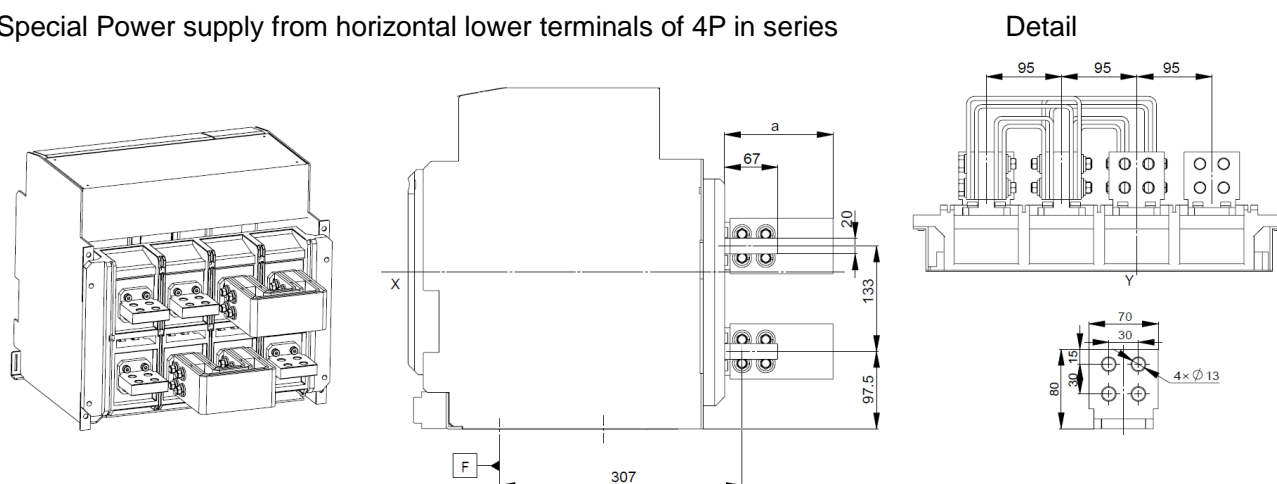 Special Power supply from horizontal lower terminals of 4P in series
Detail
95 95 95
a
67
20
X
133
97.5
F
307
Y
70
30
15
30
80
4×Ø13